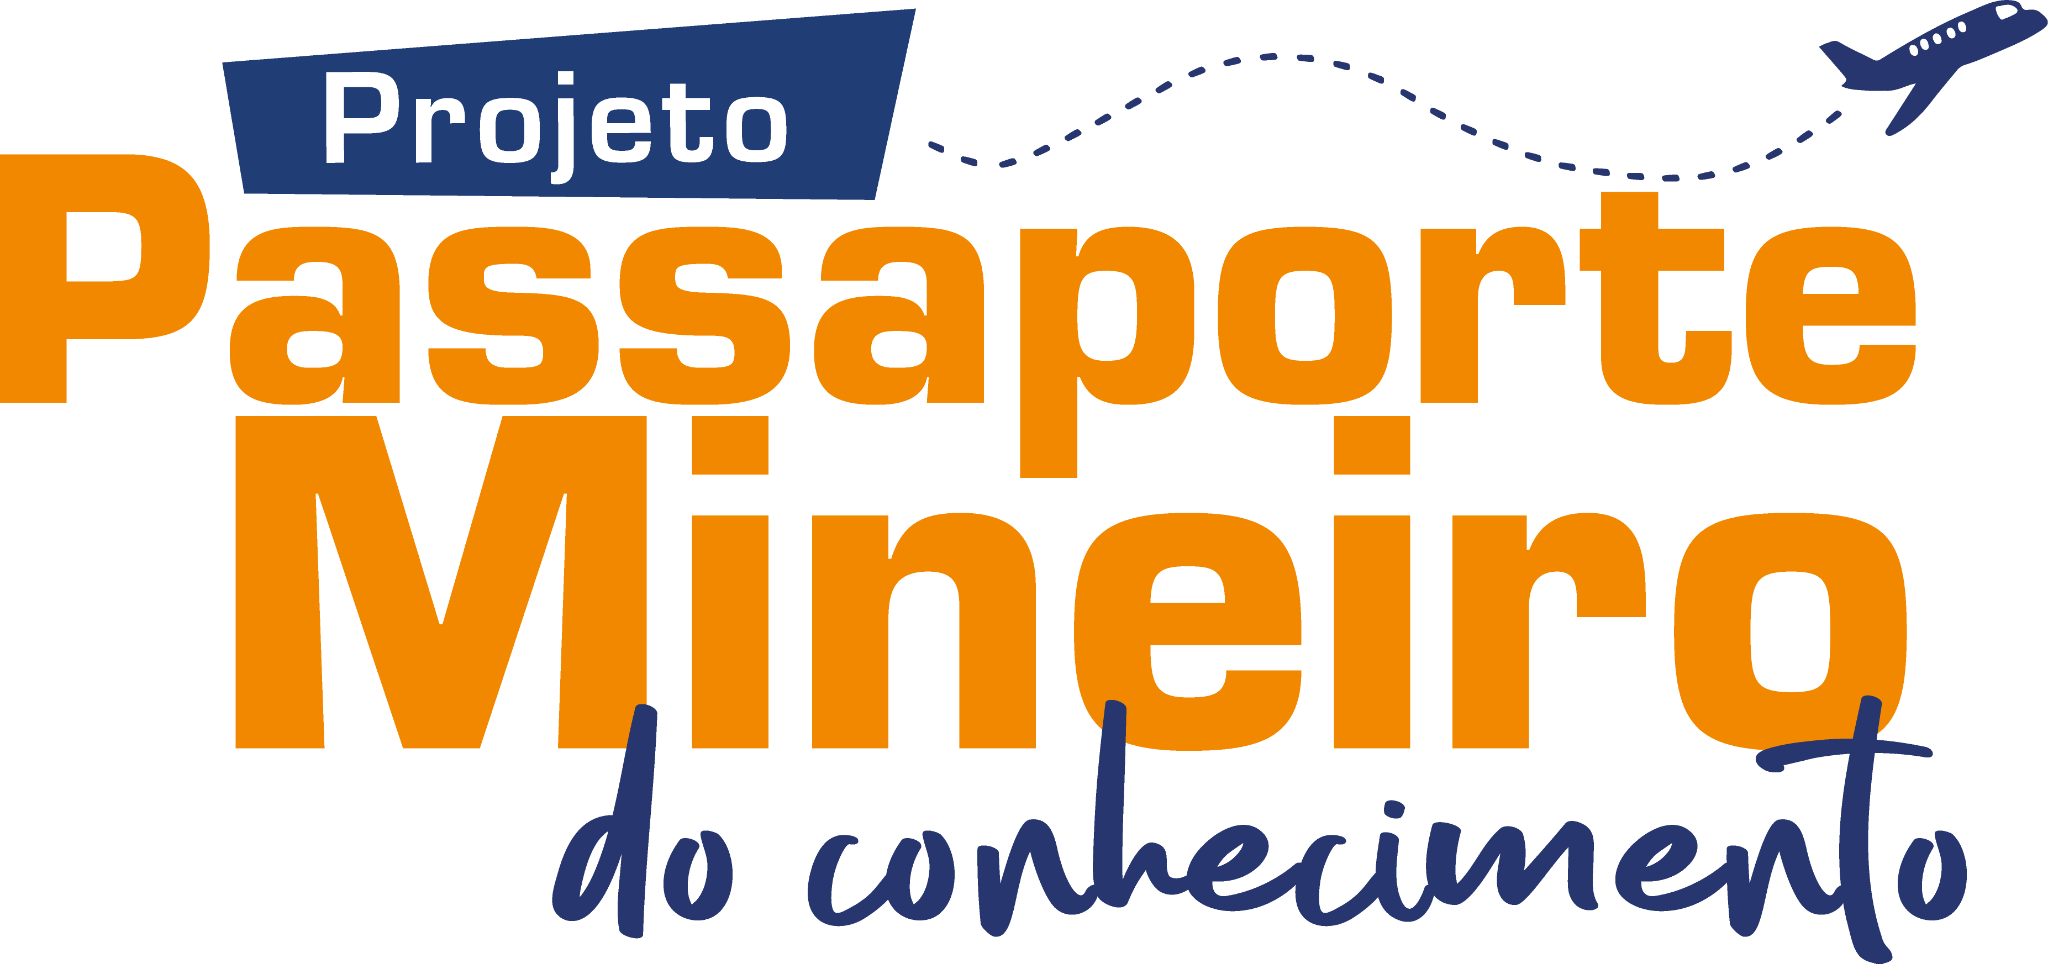 Projeto
Passaporte
Mineiro
do conhecimento